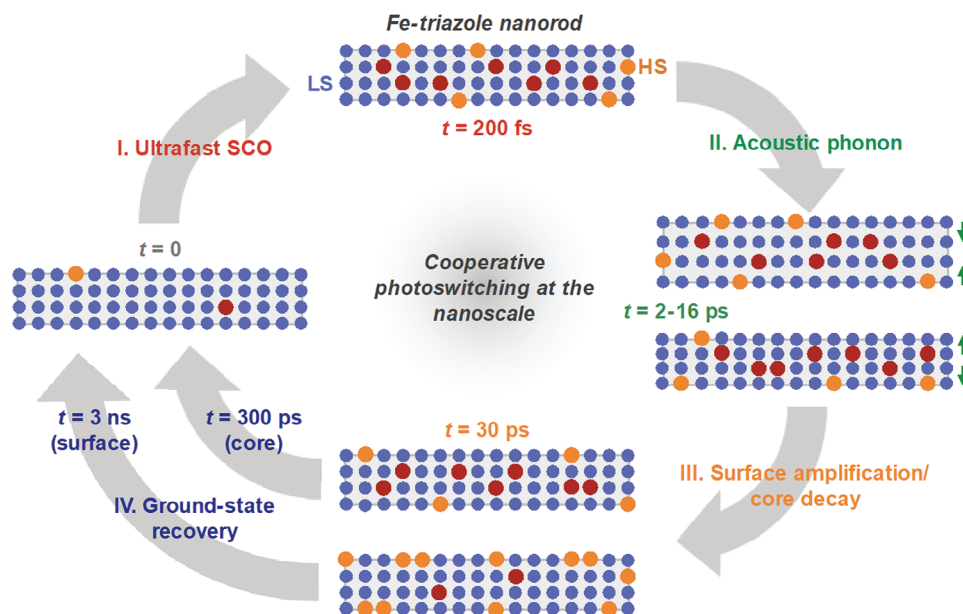 Fe-triazole nanorod
LS
HS
t = 200 fs
I. Ultrafast SCO
II. Acoustic phonon
t = 0
Cooperative
photoswitching at the
nanoscale
t = 2-16 ps
t = 3 ns
(surface)
t = 300 ps
(core)
t = 30 ps
III. Surface amplification/
core decay
IV. Ground-state
recovery